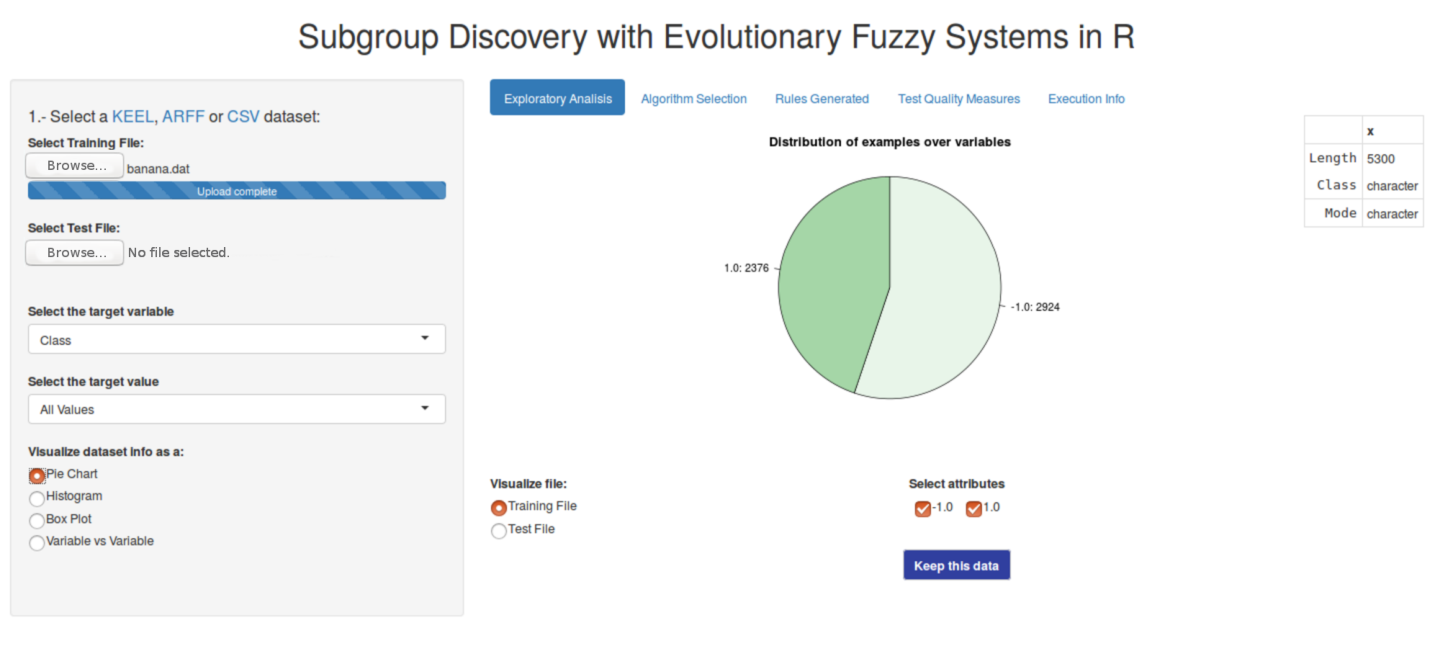 Subgroup Discovery with Evolutionary Fuzzy Systems in R
1.- Select a KEEL, ARFF or CSV dataset:
Select Training File:
Browse... banana.dat
Upload complete
Select Test File:
Browse... No file selected.
Select the target variable
Class
Select the target value
All Values
Visualize dataset info as a:
Pie Chart
Histogram
Box Plot
Variable vs Variable
Exploratory Analisis Algorithm Selection Rules Generated Test Quality Measures Execution Info
Distribution of examples over variables
1.0: 2376
-1.0: 2924
Visualize file:
Training File
Test File
Select attributes
-1.0 1.0
Keep this data
x
Length 5300
Class character
Mode character